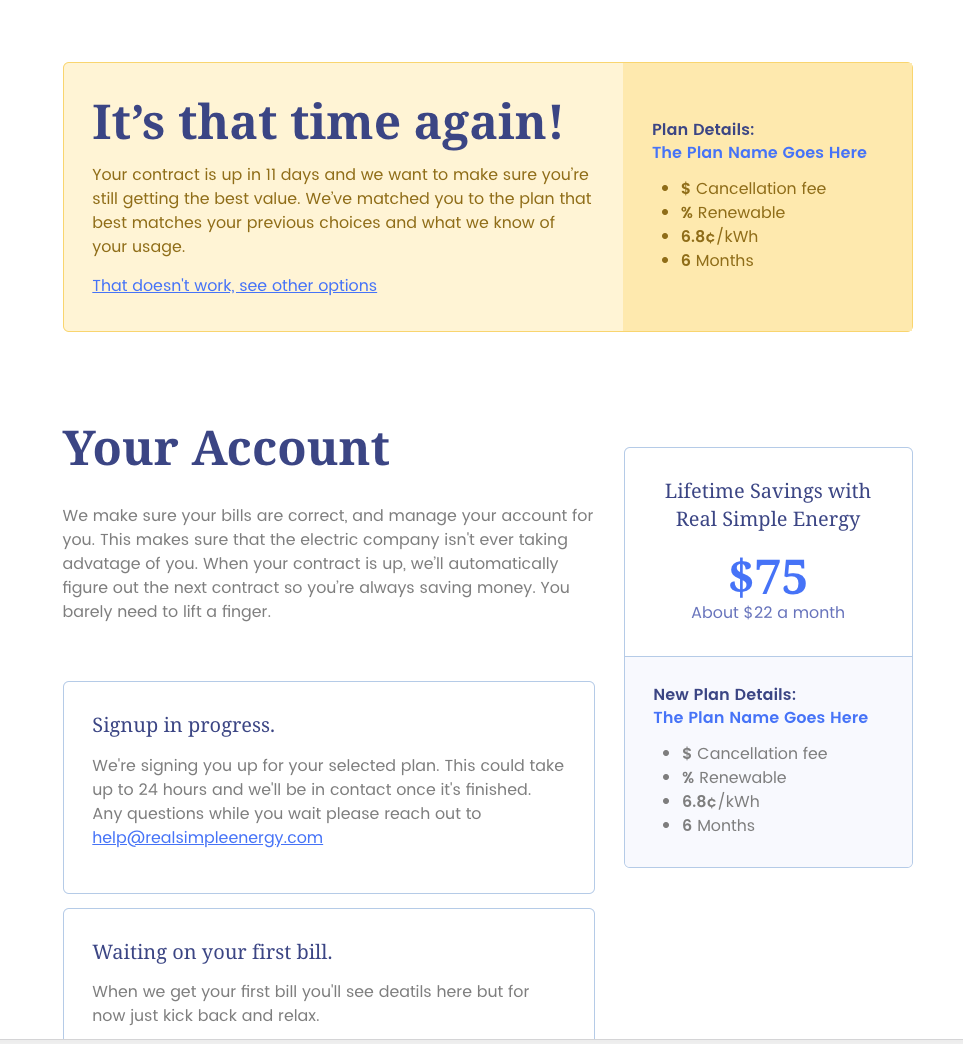 It’s that time again!
Your contract is up in 11 days and we want to make sure you're
still getting the best value. We've matched you to the plan that
best matches your previous choices and what we know of
your usage.
That doesn't work, see other options
Plan Details:
The Plan Name Goes Here
• $ Cancellation fee
• % Renewable
• 6.8¢/kWh
• 6 Months
Your Account
We make sure your bills are correct, and manage your account for
you. This makes sure that the electric company isn't ever taking
advatage of you. When your contract is up, we'll automatically
figure out the next contract so you're always saving money. You
barely need to lift a finger.
Signup in progress.
We're signing you up for your selected plan. This could take
up to 24 hours and we'll be in contact once it's finished.
Any questions while you wait please reach out to
help@realsimpleenergy.com
Waiting on your first bill.
When we get your first bill you'll see deatils here but for
now just kick back and relax.
Lifetime Savings with
Real Simple Energy
$75
About $22 a month
New Plan Details:
The Plan Name Goes Here
• $ Cancellation fee
• % Renewable
• 6.8¢/kWh
• 6 Months